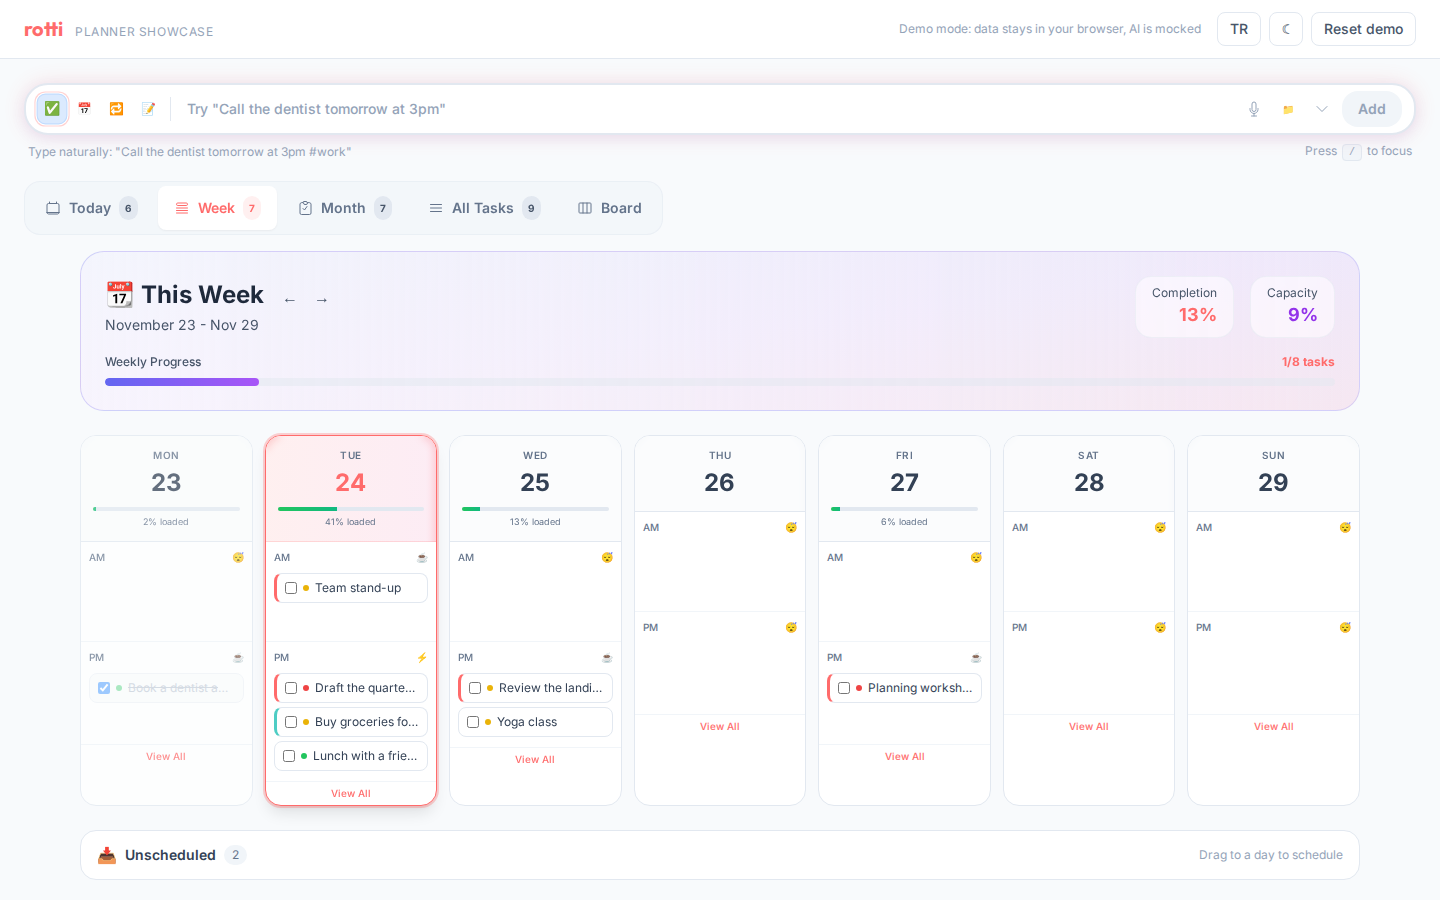 rotti PLANNER SHOWCASE
Demo mode: data stays in your browser, AI is mocked
TR
Reset demo
Try "Call the dentist tomorrow at 3pm"
Add
Type naturally: "Call the dentist tomorrow at 3pm #work"
Press / to focus
Today 6
Week 7
Month 7
All Tasks 9
Board
This Week ← →
November 23 - Nov 29
Completion
13%
Capacity
9%
Weekly Progress
1/8 tasks
MON
23
2% loaded
AM
PM
Book a dentist a...
View All
TUE
24
41% loaded
AM
Team stand-up
PM
Draft the quarte...
Buy groceries fo...
Lunch with a frie...
View All
WED
25
13% loaded
AM
PM
Review the landi...
Yoga class
View All
THU
26
AM
PM
View All
FRI
27
6% loaded
AM
PM
Planning worksh...
View All
SAT
28
AM
PM
View All
SUN
29
AM
PM
View All
Unscheduled 2
Drag to a day to schedule